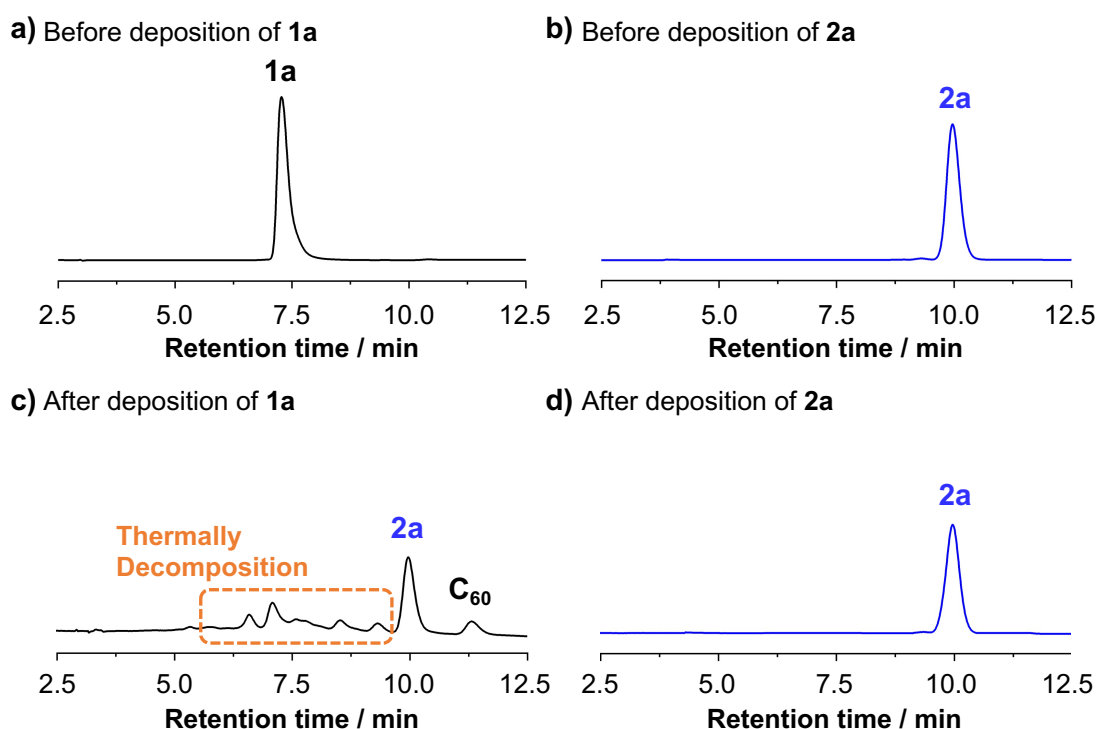 a) Before deposition of 1a
1a
2.5 5.0 7.5 10.0 12.5
Retention time / min
b) Before deposition of 2a
2a
2.5 5.0 7.5 10.0 12.5
Retention time / min
c) After deposition of 1a
Thermally
Decomposition
2a
C₆₀
2.5 5.0 7.5 10.0 12.5
Retention time / min
d) After deposition of 2a
2a
2.5 5.0 7.5 10.0 12.5
Retention time / min